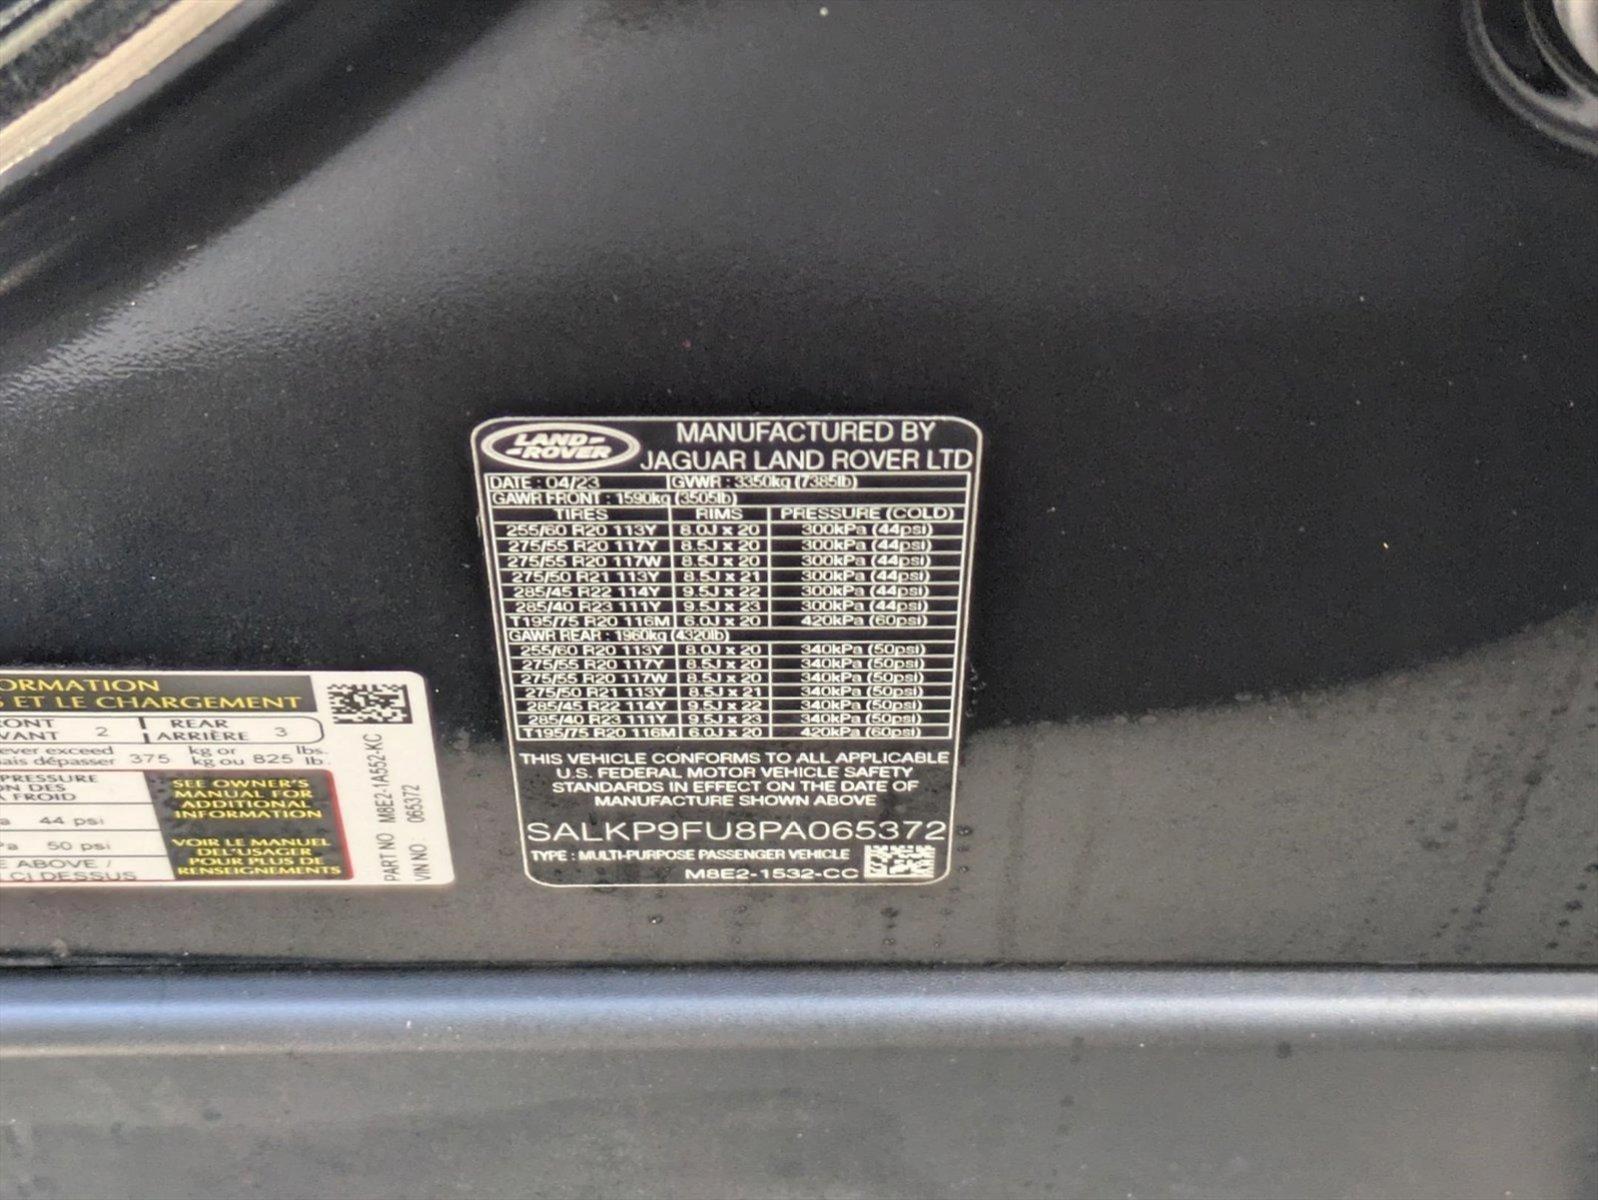 LAND-
-ROVER
MANUFACTURED BY
JAGUAR LAND ROVER LTD
DATE : 04/23 GVWR : 3350kg (7385lb)
GAWR FRONT : 1590kg (3505lb)
TIRES RIMS PRESSURE (COLD)
255/60 R20 113Y 8.0J x 20 300kPa (44psi)
275/55 R20 117Y 8.5J x 20 300kPa (44psi)
275/55 R20 117W 8.5J x 20 300kPa (44psi)
275/50 R21 113Y 8.5J x 21 300kPa (44psi)
285/45 R22 114Y 9.5J x 22 300kPa (44psi)
285/40 R23 111Y 9.5J x 23 300kPa (44psi)
T195/75 R20 116M 6.0J x 20 420kPa (60psi)
GAWR REAR : 1960kg (4320lb)
255/60 R20 113Y 8.0J x 20 340kPa (50psi)
275/55 R20 117Y 8.5J x 20 340kPa (50psi)
275/55 R20 117W 8.5J x 20 340kPa (50psi)
275/50 R21 113Y 8.5J x 21 340kPa (50psi)
285/45 R22 114Y 9.5J x 22 340kPa (50psi)
285/40 R23 111Y 9.5J x 23 340kPa (50psi)
T195/75 R20 116M 6.0J x 20 420kPa (60psi)
THIS VEHICLE CONFORMS TO ALL APPLICABLE
U.S. FEDERAL MOTOR VEHICLE SAFETY
STANDARDS IN EFFECT ON THE DATE OF
MANUFACTURE SHOWN ABOVE
SALKP9FU8PA065372
TYPE : MULTI-PURPOSE PASSENGER VEHICLE
M8E2-1532-CC
ORMATION
S ET LE CHARGEMENT
RONT 2 REAR 3
VANT ARRIÈRE
ever exceed 375 kg or 825 lbs.
ais dépasser kg ou lb.
PRESSURE
ON DES
A FROID
a 44 psi
Pa 50 psi
E ABOVE /
CI DESSUS
SEE OWNER'S
MANUAL FOR
ADDITIONAL
INFORMATION
VOIR LE MANUEL
DEL'USAGER
POUR PLUS DE
RENSEIGNEMENTS
PART NO M8E2-1A552-KC
VIN NO : 065372